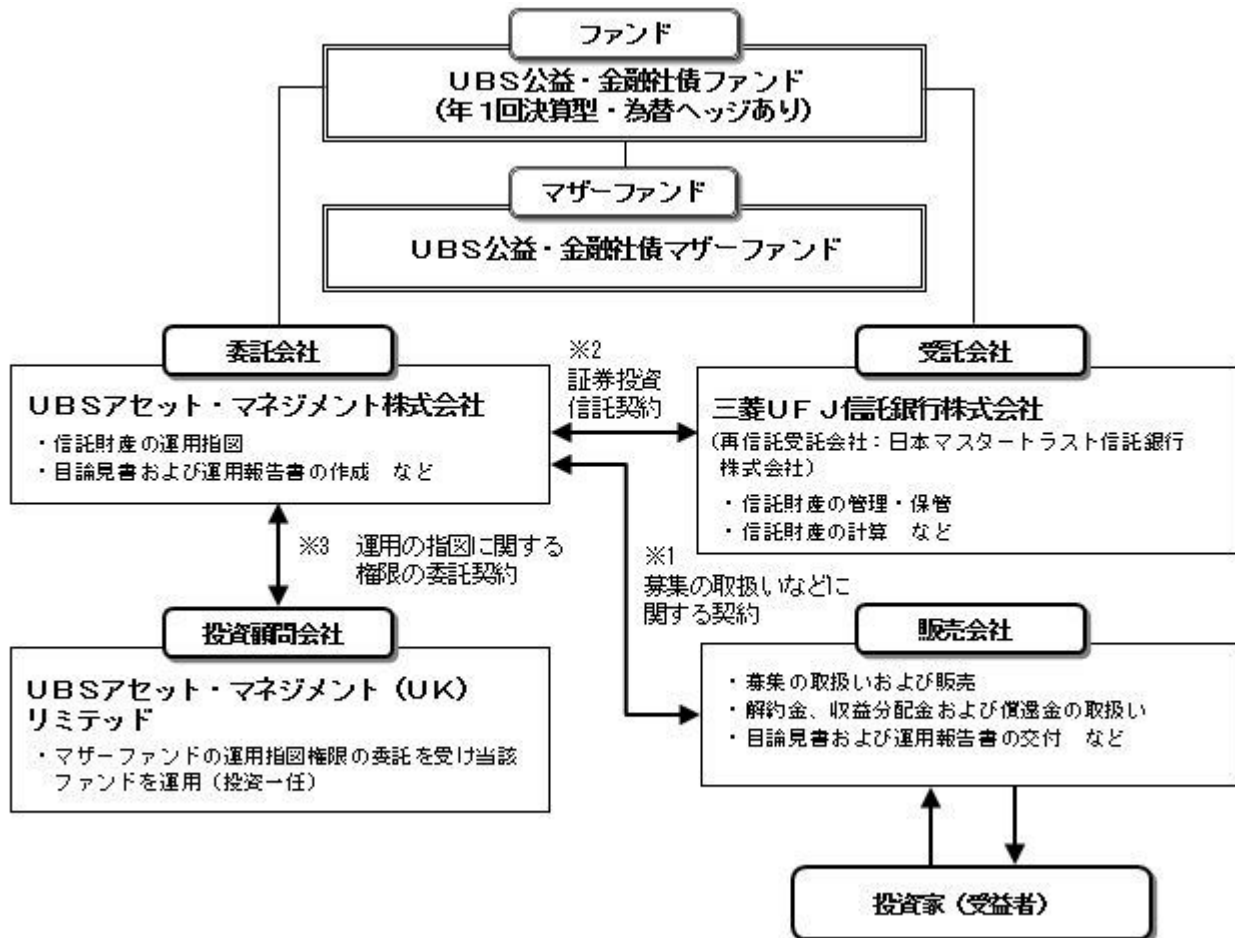 ファンド
UBS公益・金融社債ファンド
(年1回決算型・為替ヘッジあり)
マザーファンド
UBS公益・金融社債マザーファンド
委託会社
UBSアセット・マネジメント株式会社
・信託財産の運用指図
・目論見書および運用報告書の作成 など
※2
証券投資
信託契約
受託会社
三菱UFJ信託銀行株式会社
(再信託受託会社:日本マスタートラスト信託銀行
株式会社)
・信託財産の管理・保管
・信託財産の計算 など
※3 運用の指図に関する
権限の委託契約
※1
募集の取扱いなどに
関する契約
投資顧問会社
UBSアセット・マネジメント(UK)
リミテッド
・マザーファンドの運用指図権限の委託を受け当該
ファンドを運用(投資一任)
販売会社
・募集の取扱いおよび販売
・解約金、収益分配金および償還金の取扱い
・目論見書および運用報告書の交付 など
投資家(受益者)